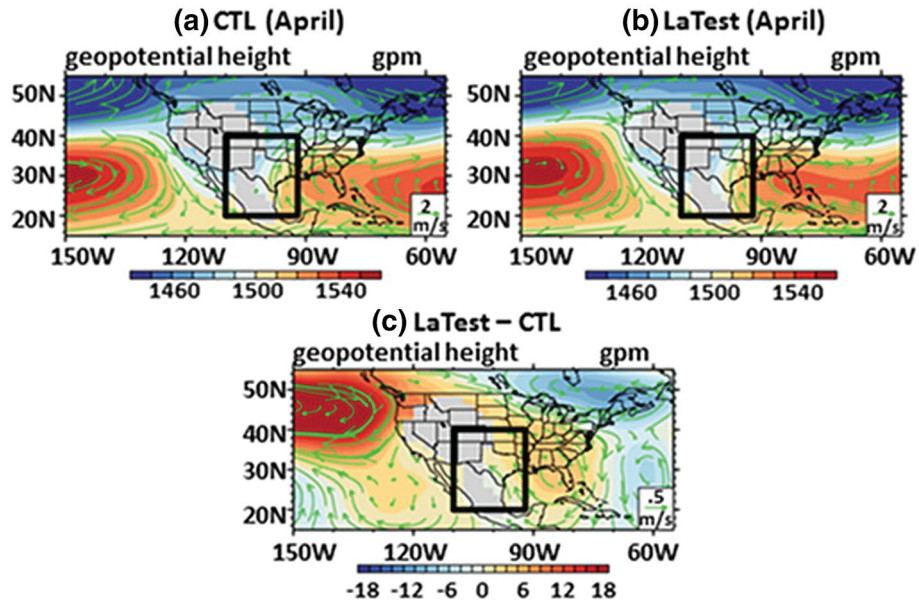 (a) CTL (April)
geopotential height gpm
50N
40N
30N
20N
2
m/s
150W 120W 90W 60W
1460 1500 1540
(b) LaTest (April)
geopotential height gpm
50N
40N
30N
20N
2
m/s
150W 120W 90W 60W
1460 1500 1540
(c) LaTest – CTL
geopotential height gpm
50N
40N
30N
20N
.5
m/s
150W 120W 90W 60W
-18 -12 -6 0 6 12 18